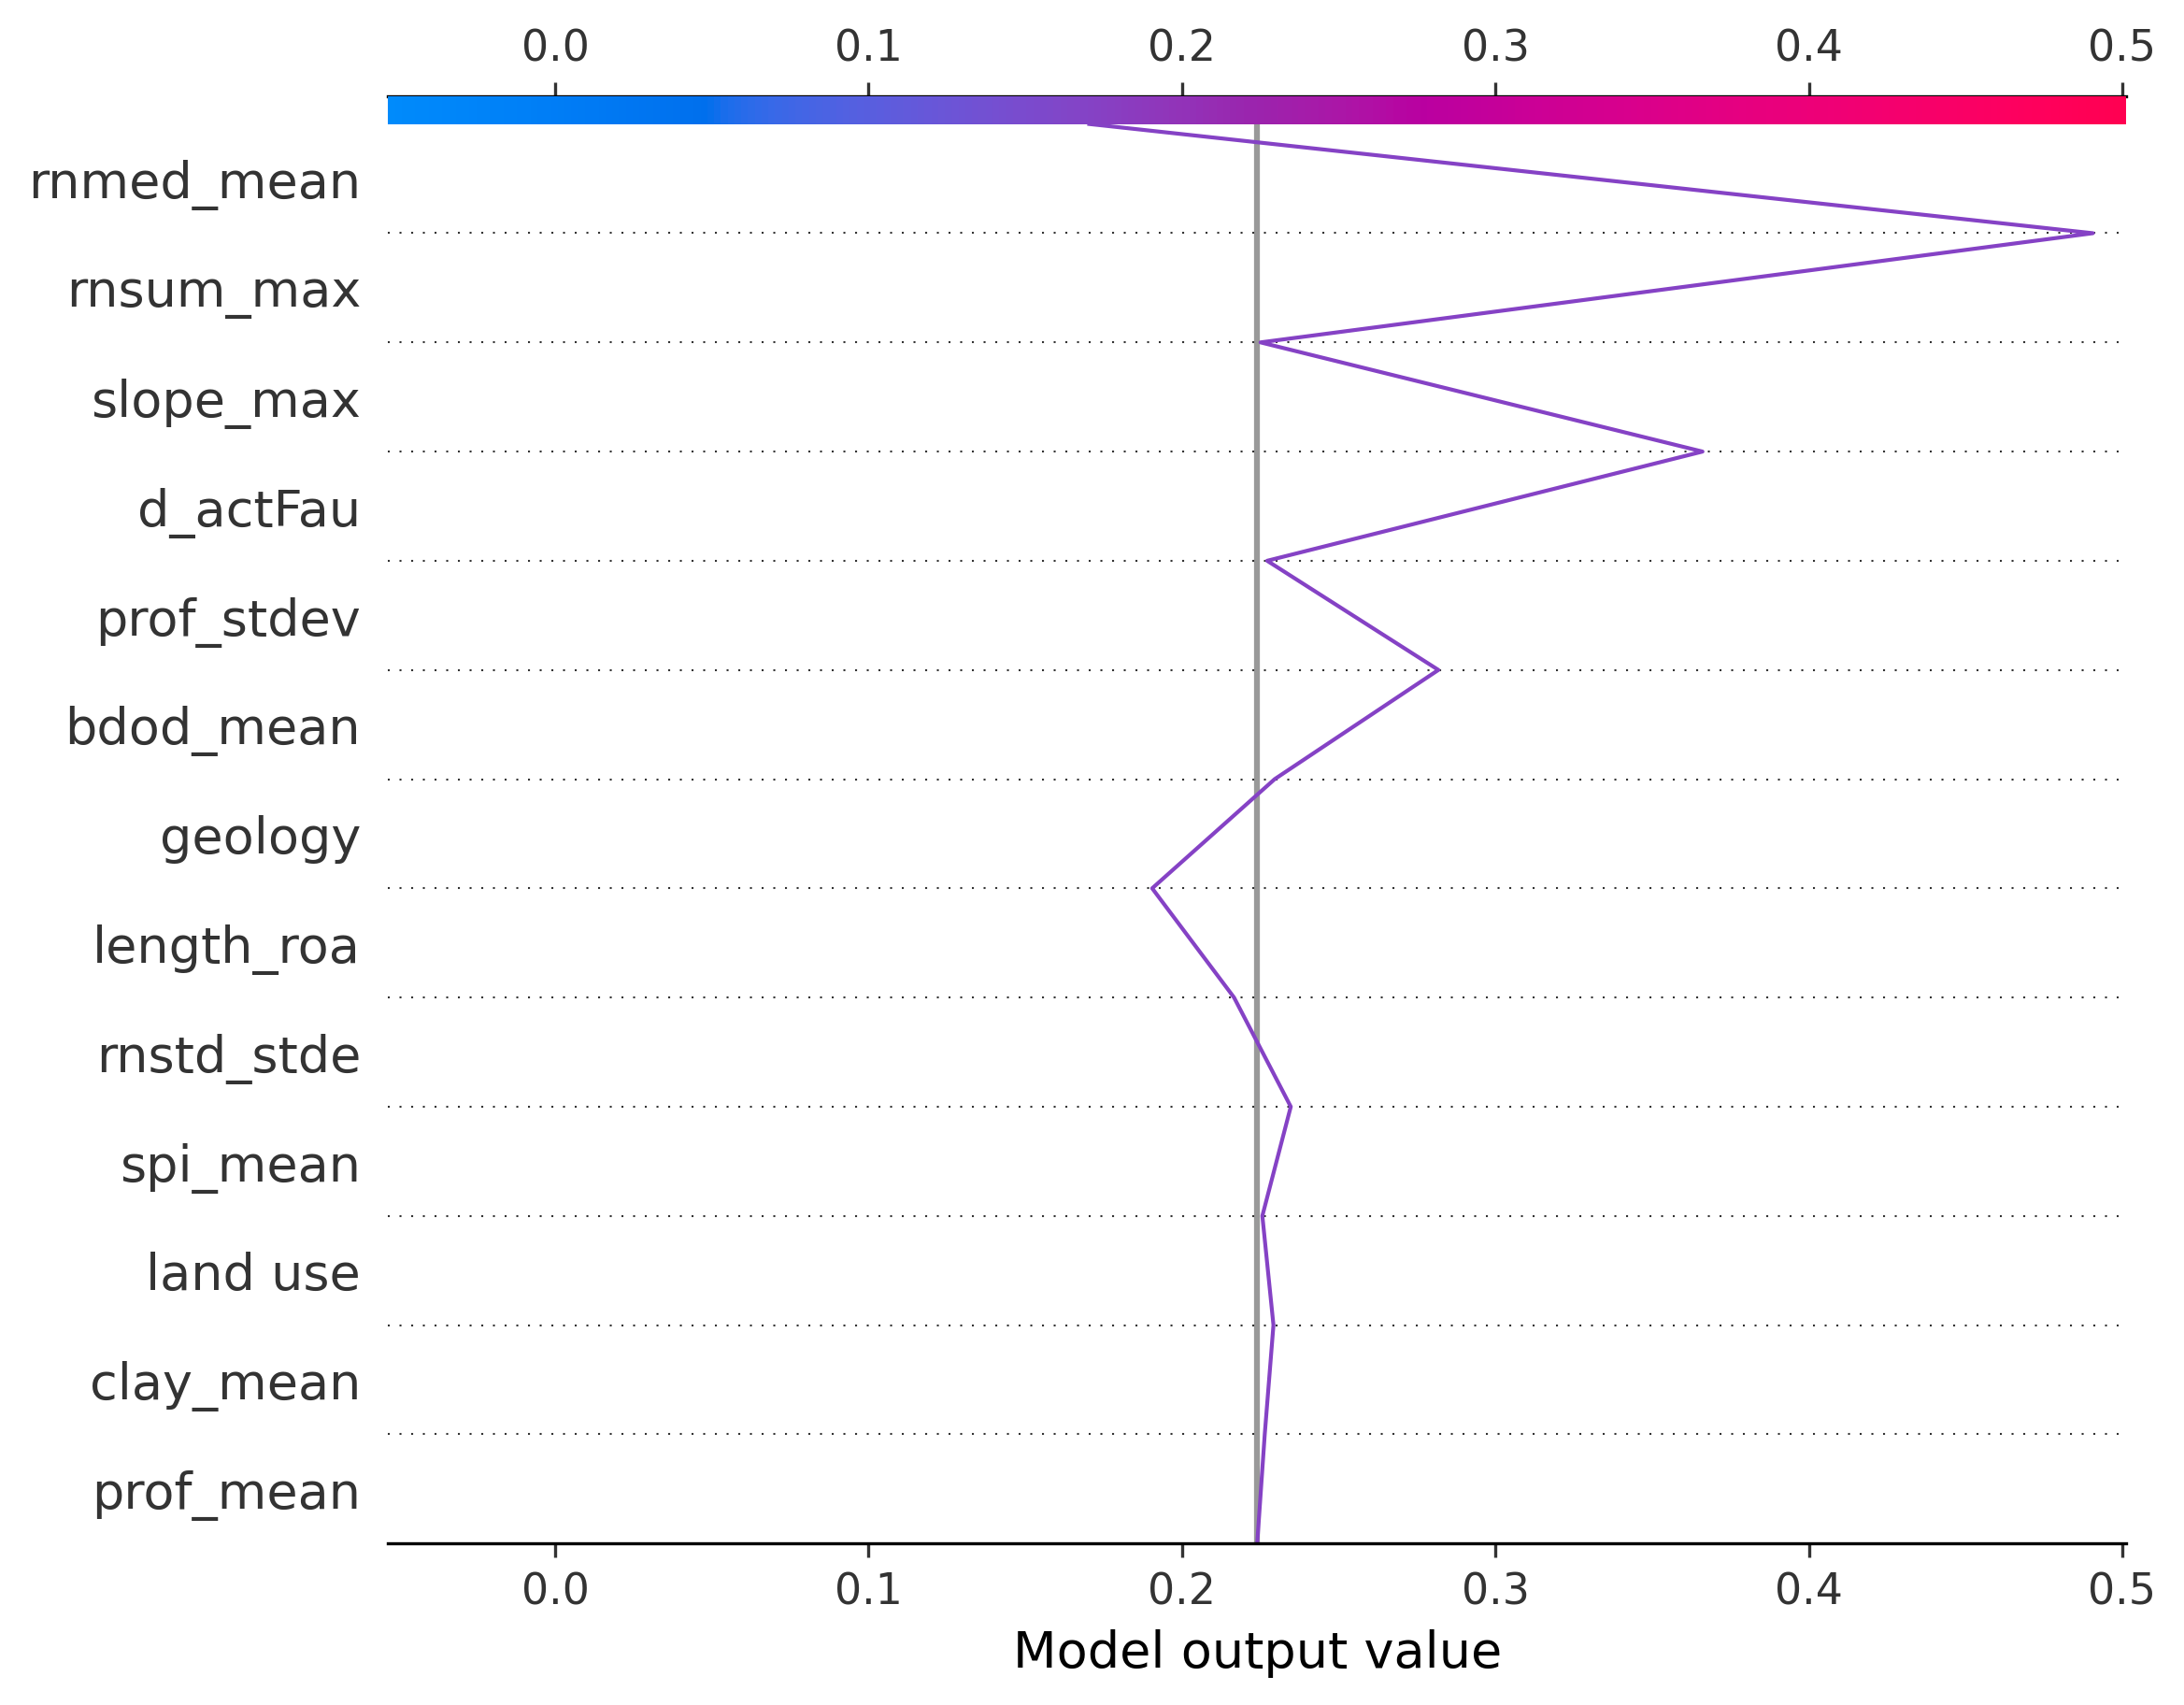 0.0 0.1 0.2 0.3 0.4 0.5
rnmed_mean
rnsum_max
slope_max
d_actFau
prof_stdev
bdod_mean
geology
length_roa
rnstd_stde
spi_mean
land use
clay_mean
prof_mean
0.0 0.1 0.2 0.3 0.4 0.5
Model output value